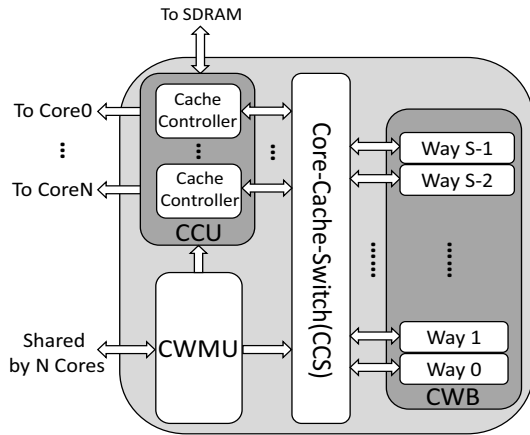 To SDRAM
To Core0
Cache
Controller
To CoreN
Cache
Controller
CCU
Core-Cache-Switch(CCS)
Way S-1
Way S-2
Shared
by N Cores
CWMU
Way 1
Way 0
CWB